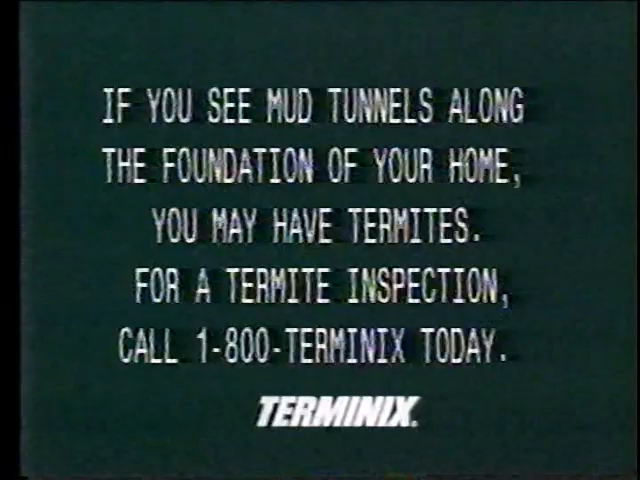 IF YOU SEE MUD TUNNELS ALONG
THE FOUNDATION OF YOUR HOME,
YOU MAY HAVE TERMITES.
FOR A TERMITE INSPECTION,
CALL 1-800-TERMINIX TODAY.
TERMINIX.